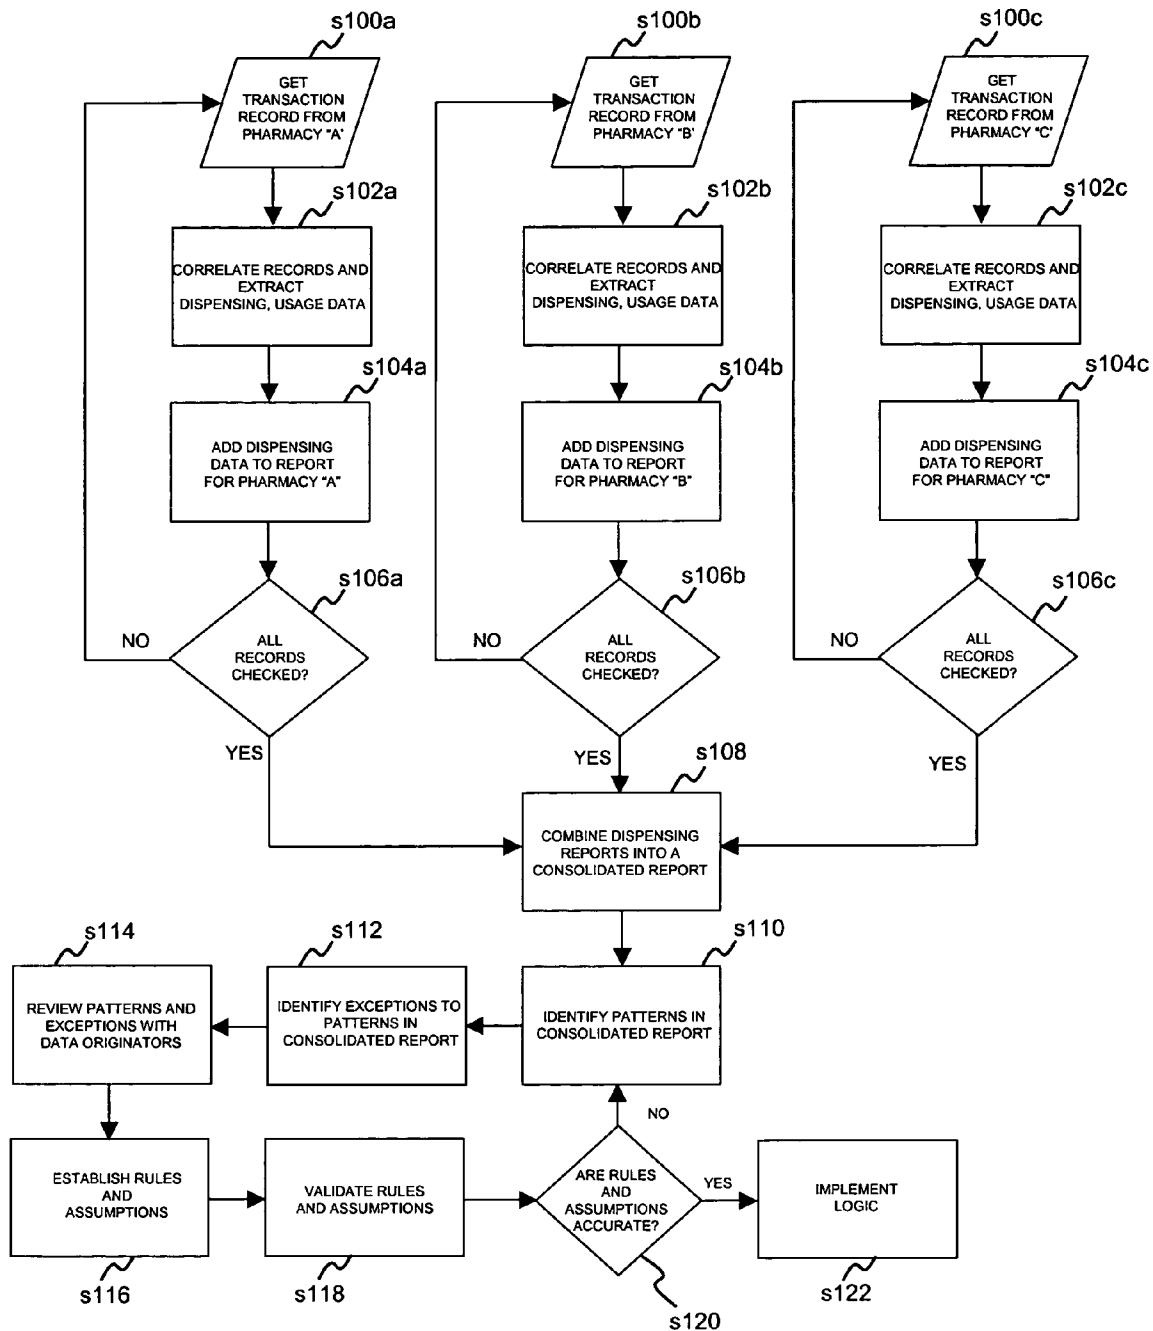 s100a
s100b
s100c
GET
TRANSACTION
RECORD FROM
PHARMACY "A'
GET
TRANSACTION
RECORD FROM
PHARMACY "B'
GET
TRANSACTION
RECORD FROM
PHARMACY "C'
s102a
s102b
s102c
CORRELATE RECORDS AND
EXTRACT
DISPENSING, USAGE DATA
CORRELATE RECORDS AND
EXTRACT
DISPENSING, USAGE DATA
CORRELATE RECORDS AND
EXTRACT
DISPENSING, USAGE DATA
s104a
s104b
s104c
ADD DISPENSING
DATA TO REPORT
FOR PHARMACY "A"
ADD DISPENSING
DATA TO REPORT
FOR PHARMACY "B"
ADD DISPENSING
DATA TO REPORT
FOR PHARMACY "C"
s106a
s106b
s106c
NO
ALL
RECORDS
CHECKED?
NO
ALL
RECORDS
CHECKED?
NO
ALL
RECORDS
CHECKED?
YES
YES
YES
s108
COMBINE DISPENSING
REPORTS INTO A
CONSOLIDATED REPORT
s114
s112
s110
REVIEW PATTERNS AND
EXCEPTIONS WITH
DATA ORIGINATORS
IDENTIFY EXCEPTIONS TO
PATTERNS IN
CONSOLIDATED REPORT
IDENTIFY PATTERNS IN
CONSOLIDATED REPORT
NO
ESTABLISH RULES
AND
ASSUMPTIONS
VALIDATE RULES
AND ASSUMPTIONS
ARE RULES
AND
ASSUMPTIONS
ACCURATE?
YES
IMPLEMENT
LOGIC
s116
s118
s120
s122